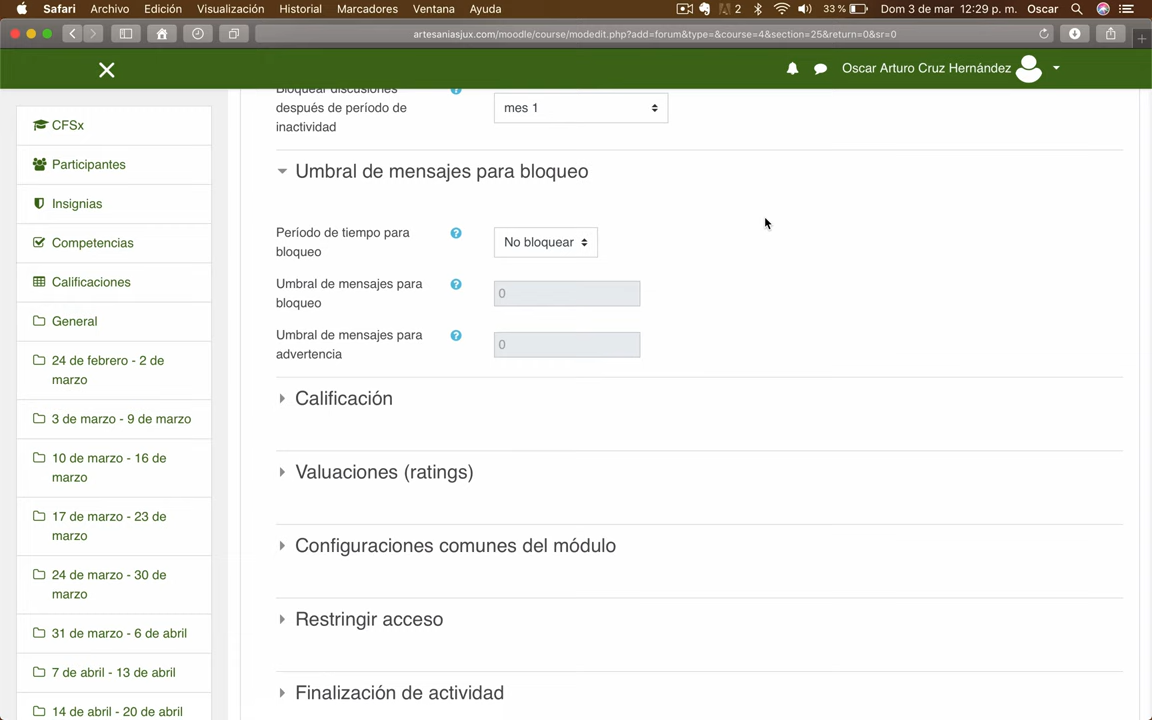 Safari Archivo Edición Visualización Historial Marcadores Ventana Ayuda 2 33 % Dom 3 de mar 12:29 p. m. Oscar
artesaniasjux.com/moodle/course/modedit.php?add=forum&type=&course=4&section=25&return=0&sr=0
Oscar Arturo Cruz Hernández
CFSx
Participantes
Insignias
Competencias
Calificaciones
General
24 de febrero - 2 de
marzo
3 de marzo - 9 de marzo
10 de marzo - 16 de
marzo
17 de marzo - 23 de
marzo
24 de marzo - 30 de
marzo
31 de marzo - 6 de abril
7 de abril - 13 de abril
14 de abril - 20 de abril
Bloquear discusiones
después de período de
inactividad
mes 1
Umbral de mensajes para bloqueo
Período de tiempo para
bloqueo
No bloquear
Umbral de mensajes para
bloqueo
0
Umbral de mensajes para
advertencia
0
Calificación
Valuaciones (ratings)
Configuraciones comunes del módulo
Restringir acceso
Finalización de actividad